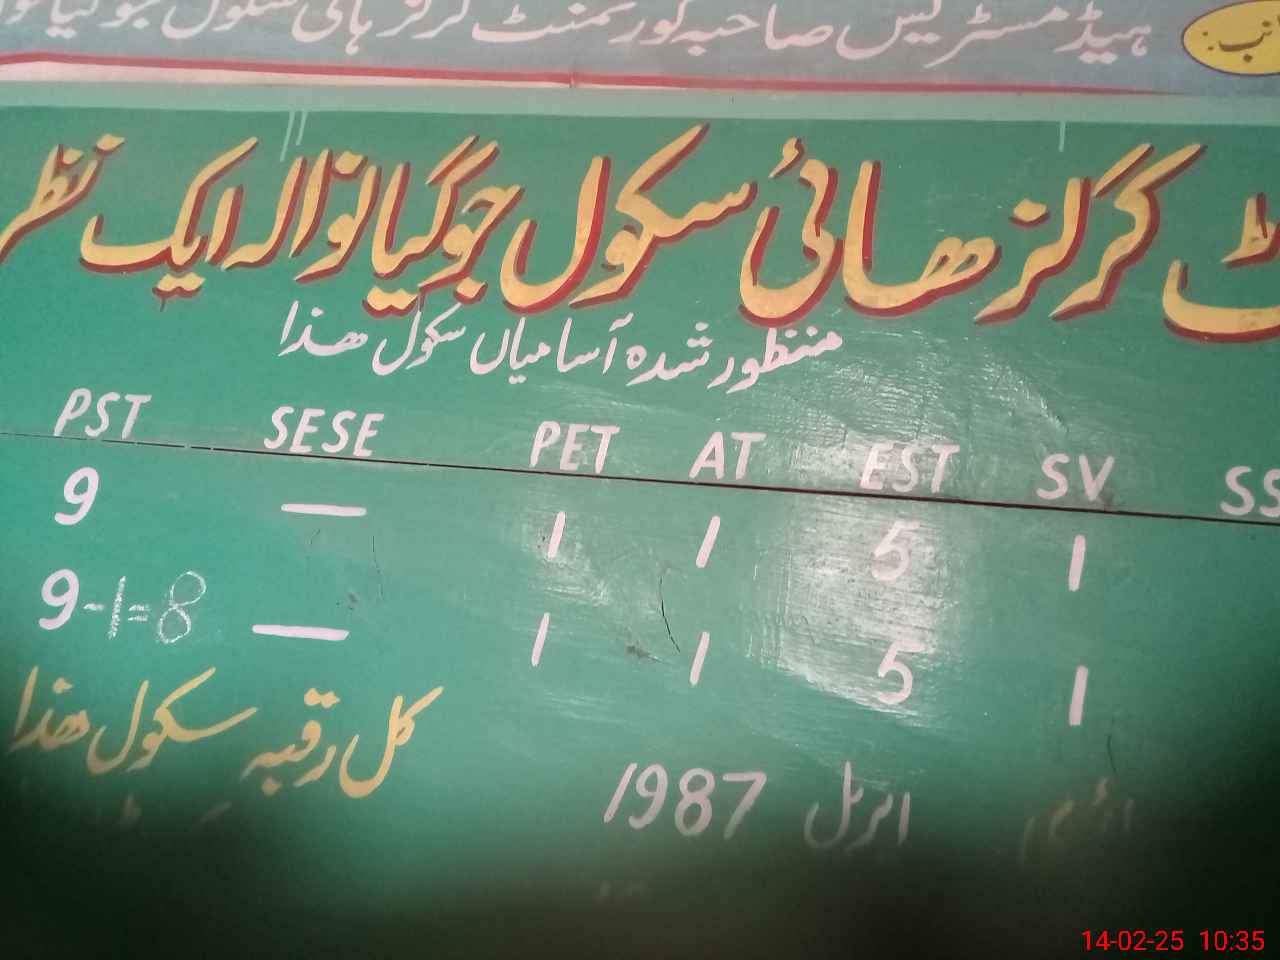 ہیڈ مسٹریس صاحبہ گورنمنٹ گرلز ہائی سکول جوگیانوالہ
گرلز ھائی سکول جوگیانوالہ ایک نظر
منظور شدہ آسامیاں سکول ھذا
PST SESE PET AT EST SV
9 — 1 1 5 1
9-1=8 — 1 1 5 1
کل رقبہ سکول ھذا
اپریل 1987
14-02-25 10:35